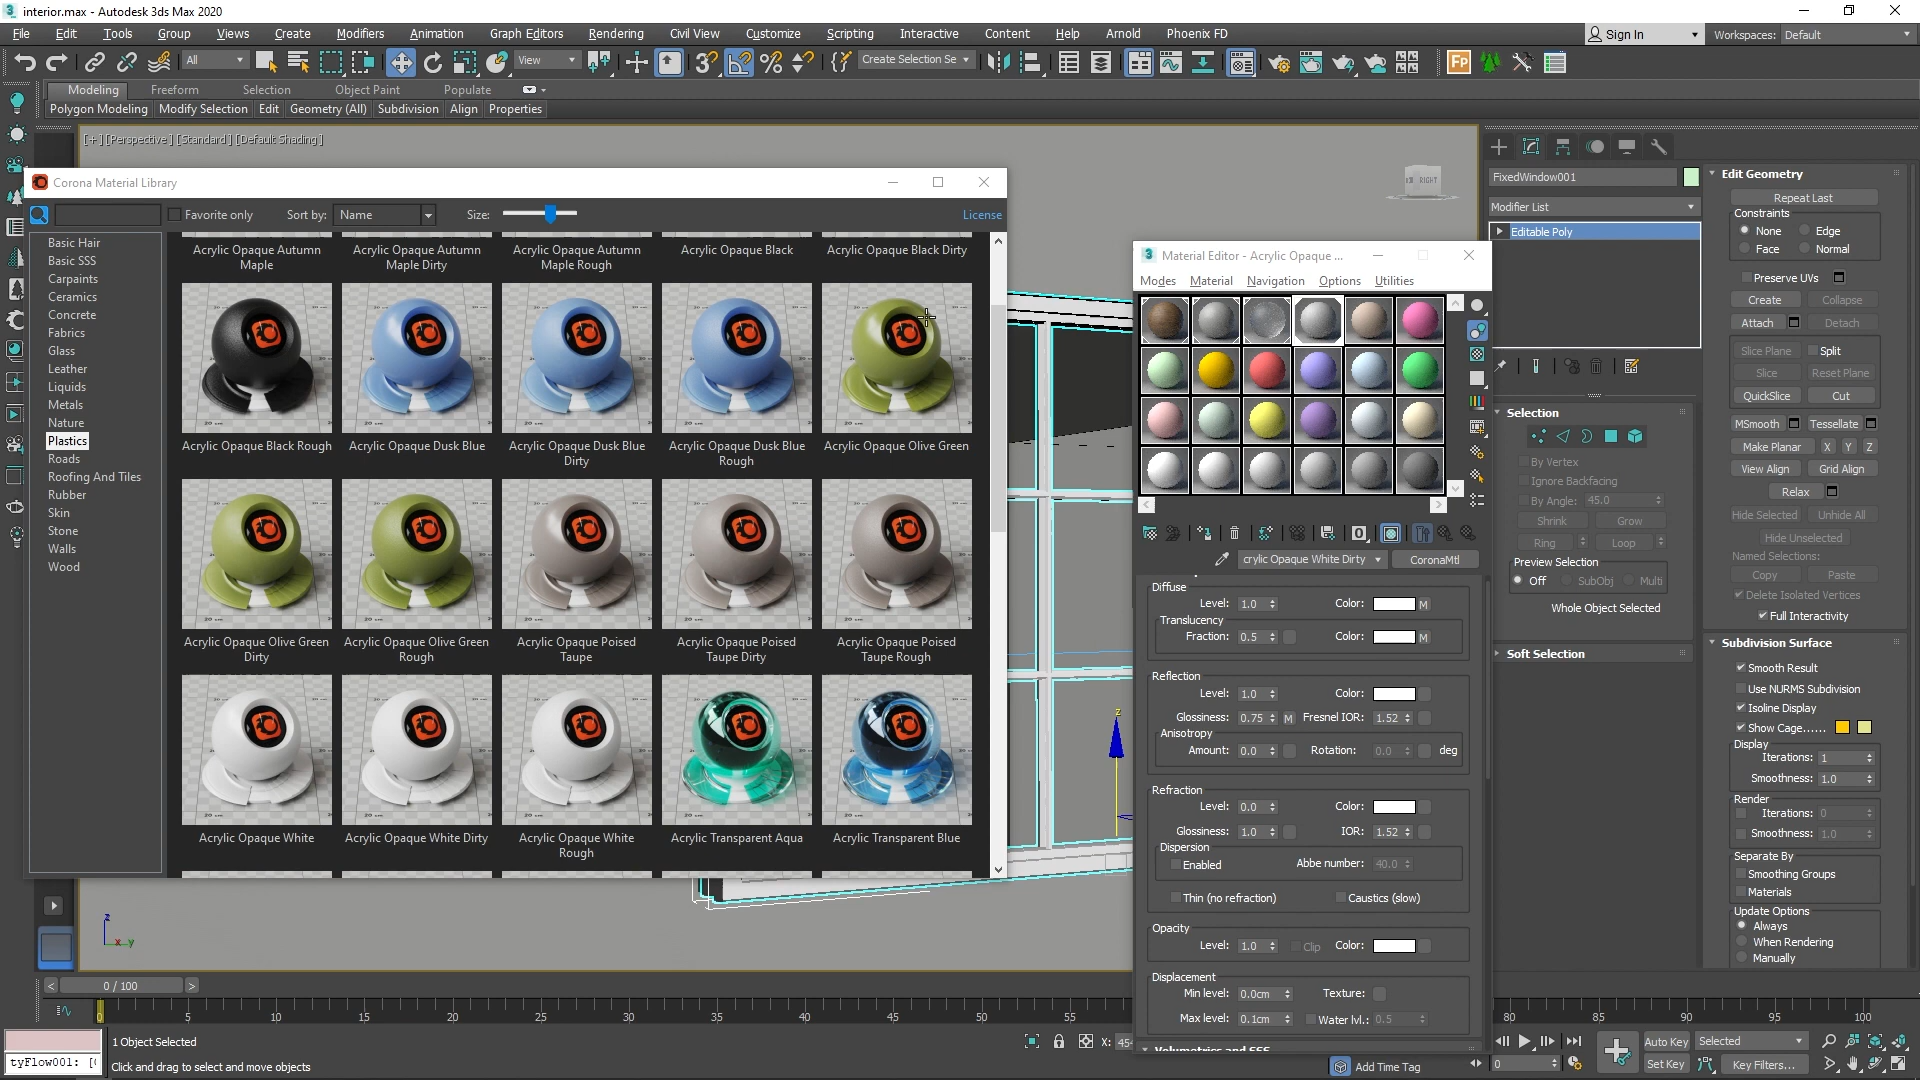 interior.max - Autodesk 3ds Max 2020
File Edit Tools Group Views Create Modifiers Animation Graph Editors Rendering Civil View Customize Scripting Interactive Content Help Arnold Phoenix FD
Sign In Workspaces: Default
All View Create Selection Se
Modeling Freeform Selection Object Paint Populate
Polygon Modeling Modify Selection Edit Geometry (All) Subdivision Align Properties
[+] [Perspective] [Standard] [Default Shading]
RIGHT
Corona Material Library
Favorite only Sort by: Name Size: License
Basic Hair
Basic SSS
Carpaints
Ceramics
Concrete
Fabrics
Glass
Leather
Liquids
Metals
Nature
Plastics
Roads
Roofing And Tiles
Rubber
Skin
Stone
Walls
Wood
Acrylic Opaque Autumn Maple
Acrylic Opaque Autumn Maple Dirty
Acrylic Opaque Autumn Maple Rough
Acrylic Opaque Black
Acrylic Opaque Black Dirty
Acrylic Opaque Black Rough
Acrylic Opaque Dusk Blue
Acrylic Opaque Dusk Blue Dirty
Acrylic Opaque Dusk Blue Rough
Acrylic Opaque Olive Green
Acrylic Opaque Olive Green Dirty
Acrylic Opaque Olive Green Rough
Acrylic Opaque Poised Taupe
Acrylic Opaque Poised Taupe Dirty
Acrylic Opaque Poised Taupe Rough
Acrylic Opaque White
Acrylic Opaque White Dirty
Acrylic Opaque White Rough
Acrylic Transparent Aqua
Acrylic Transparent Blue
Material Editor - Acrylic Opaque ...
Modes Material Navigation Options Utilities
crylic Opaque White Dirty CoronaMtl
Diffuse
Level: 1.0 Color: M
Translucency
Fraction: 0.5 Color: M
Reflection
Level: 1.0 Color:
Glossiness: 0.75 M Fresnel IOR: 1.52
Anisotropy
Amount: 0.0 Rotation: 0.0 deg
Refraction
Level: 0.0 Color:
Glossiness: 1.0 IOR: 1.52
Dispersion
Enabled Abbe number: 40.0
Thin (no refraction) Caustics (slow)
Opacity
Level: 1.0 Clip Color:
Displacement
Min level: 0.0cm Texture:
Max level: 0.1cm Water lvl.: 0.5
Volumetrics and SSS
FixedWindow001
Modifier List
Editable Poly
Selection
By Vertex
Ignore Backfacing
By Angle: 45.0
Shrink Grow
Ring Loop
Preview Selection
Off SubObj Multi
Whole Object Selected
Soft Selection
Edit Geometry
Repeat Last
Constraints
None Edge
Face Normal
Preserve UVs
Create Collapse
Attach Detach
Slice Plane Split
Slice Reset Plane
QuickSlice Cut
MSmooth Tessellate
Make Planar X Y Z
View Align Grid Align
Relax
Hide Selected Unhide All
Hide Unselected
Named Selections:
Copy Paste
Delete Isolated Vertices
Full Interactivity
Subdivision Surface
Smooth Result
Use NURMS Subdivision
Isoline Display
Show Cage......
Display
Iterations: 1
Smoothness: 1.0
Render
Iterations: 0
Smoothness: 1.0
Separate By
Smoothing Groups
Materials
Update Options
Always
When Rendering
Manually
z
z
x y
0 / 100
0 5 10 15 20 25 30 35 40 45 50 55 80 85 90 95 100
1 Object Selected X: 454
tyFlow001: [( Click and drag to select and move objects
Add Time Tag
0
Auto Key Selected
Set Key Key Filters...